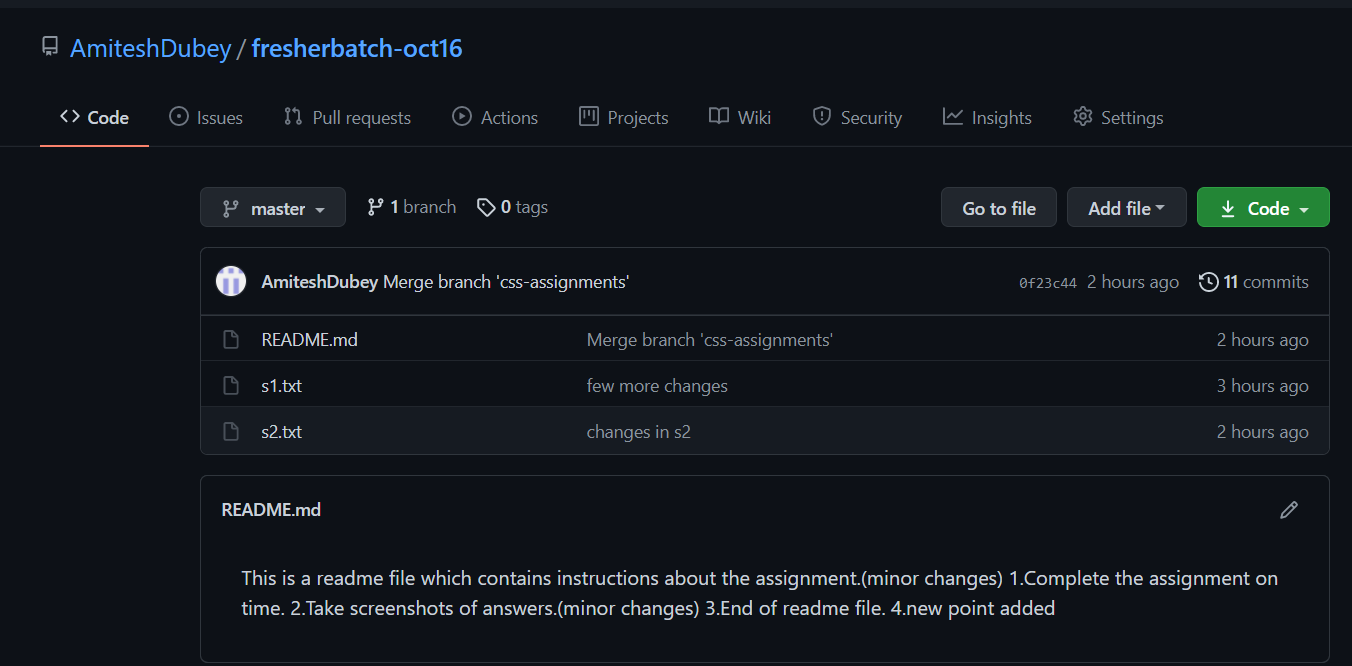 AmiteshDubey / fresherbatch-oct16
Code Issues Pull requests Actions Projects Wiki Security Insights Settings
master 1 branch 0 tags Go to file Add file Code
AmiteshDubey Merge branch 'css-assignments' 0f23c44 2 hours ago 11 commits
README.md Merge branch 'css-assignments' 2 hours ago
s1.txt few more changes 3 hours ago
s2.txt changes in s2 2 hours ago
README.md
This is a readme file which contains instructions about the assignment.(minor changes) 1.Complete the assignment on
time. 2.Take screenshots of answers.(minor changes) 3.End of readme file. 4.new point added